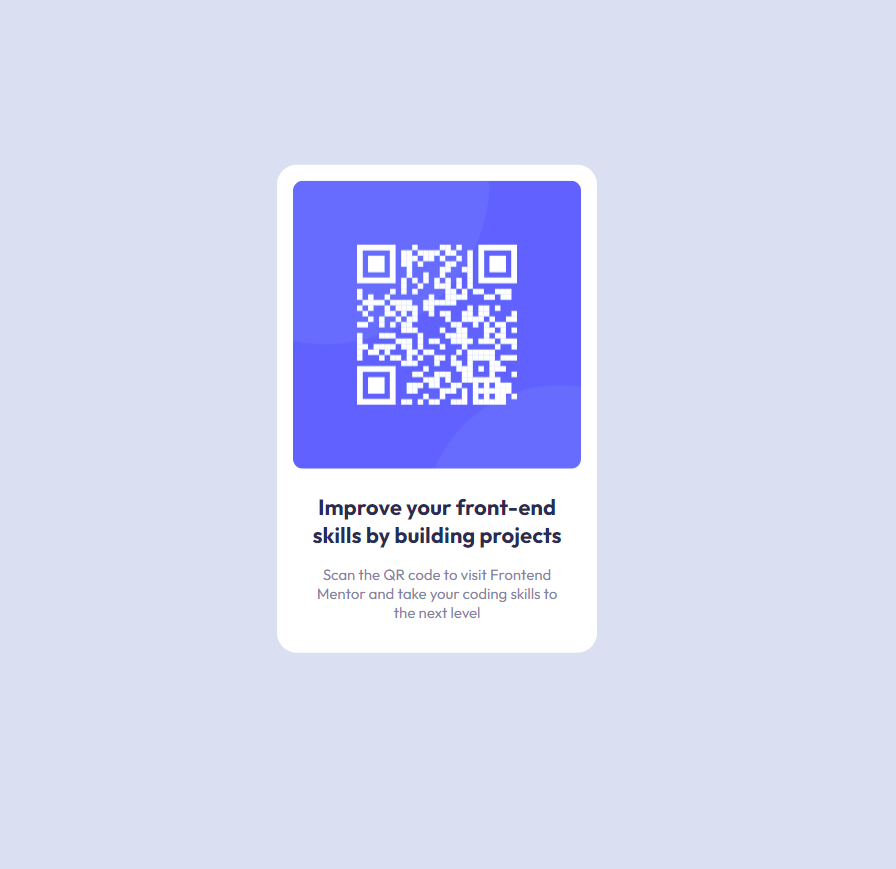 Improve your front-end
skills by building projects
Scan the QR code to visit Frontend
Mentor and take your coding skills to
the next level